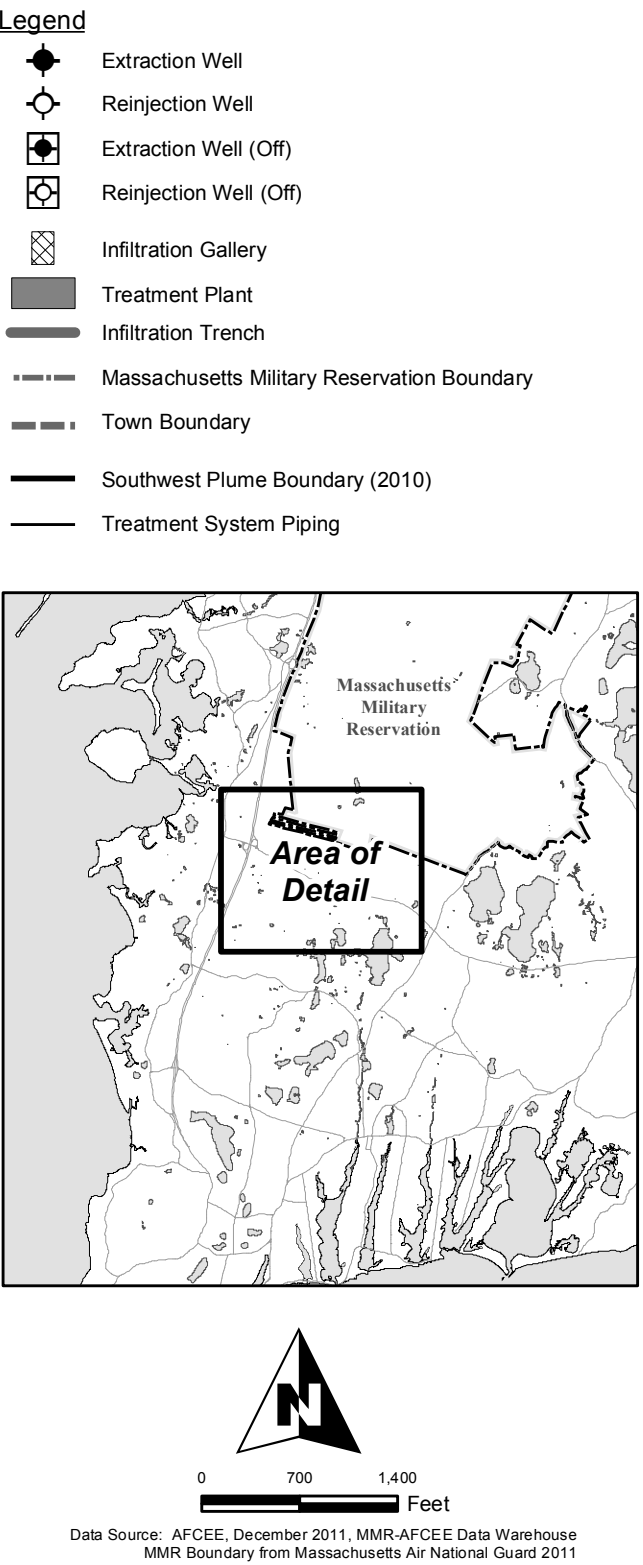 Legend
Extraction Well
Reinjection Well
Extraction Well (Off)
Reinjection Well (Off)
Infiltration Gallery
Treatment Plant
Infiltration Trench
Massachusetts Military Reservation Boundary
Town Boundary
Southwest Plume Boundary (2010)
Treatment System Piping
Massachusetts
Military
Reservation
Area of
Detail
N
0 700 1,400
Feet
Data Source: AFCEE, December 2011, MMR-AFCEE Data Warehouse
MMR Boundary from Massachusetts Air National Guard 2011